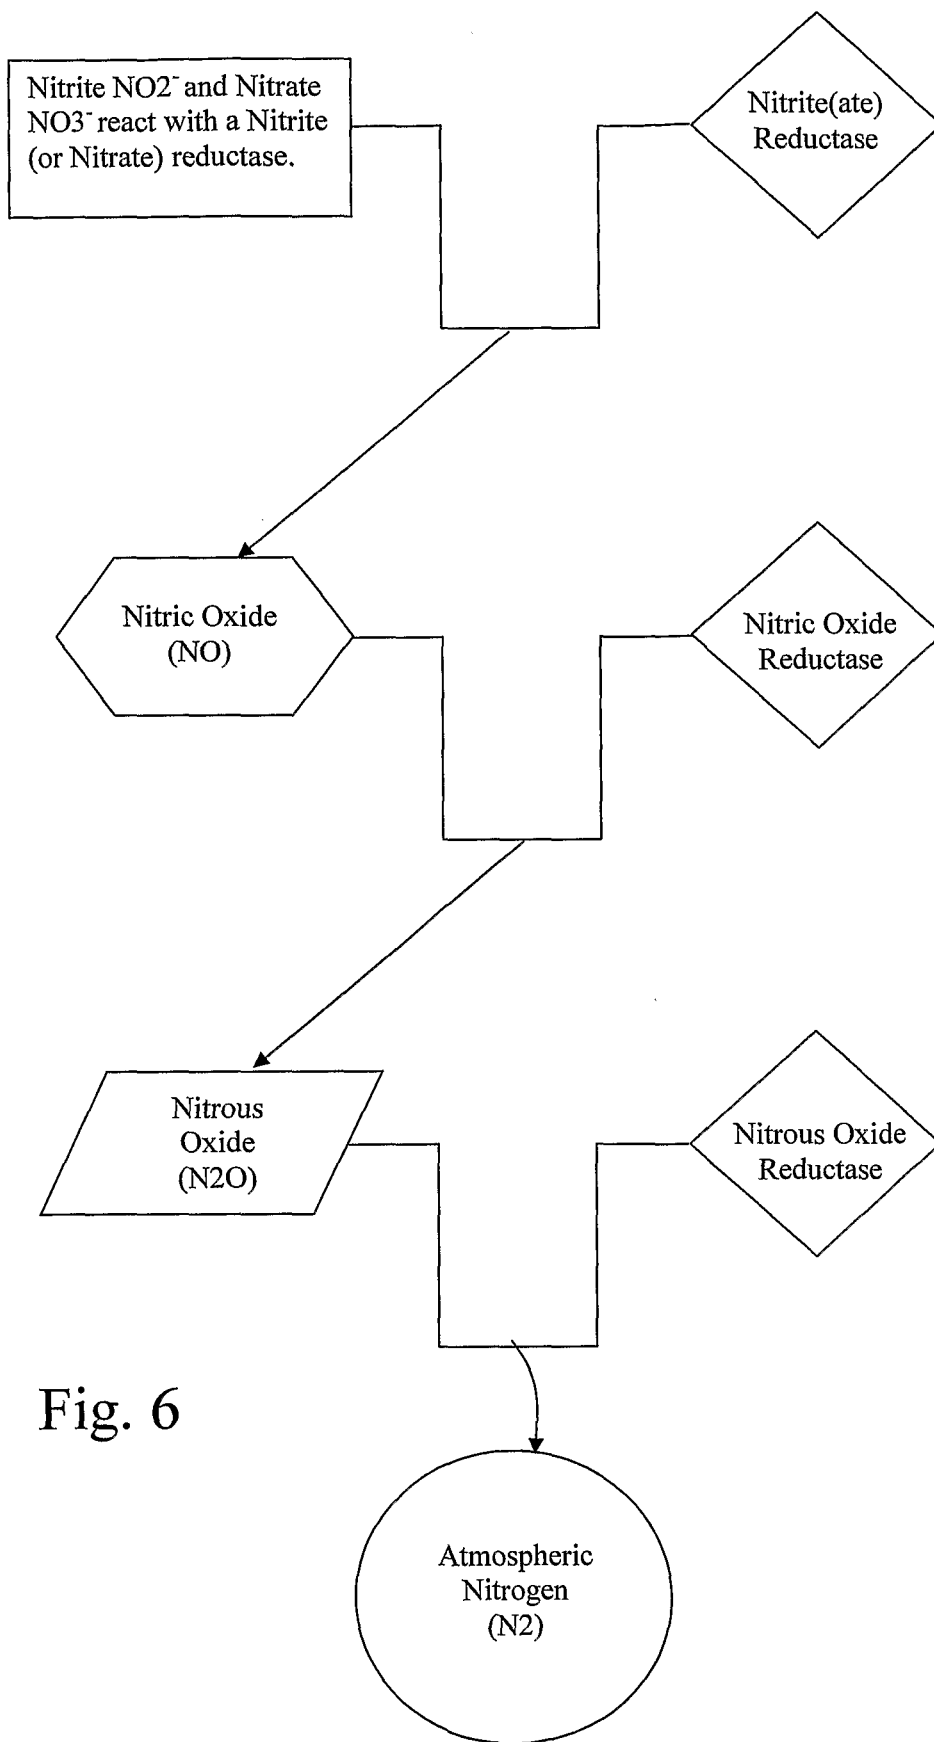 Nitrite NO2⁻ and Nitrate
NO3⁻ react with a Nitrite
(or Nitrate) reductase.
Nitrite(ate)
Reductase
Nitric Oxide
(NO)
Nitric Oxide
Reductase
Nitrous
Oxide
(N2O)
Nitrous Oxide
Reductase
Fig. 6
Atmospheric
Nitrogen
(N2)